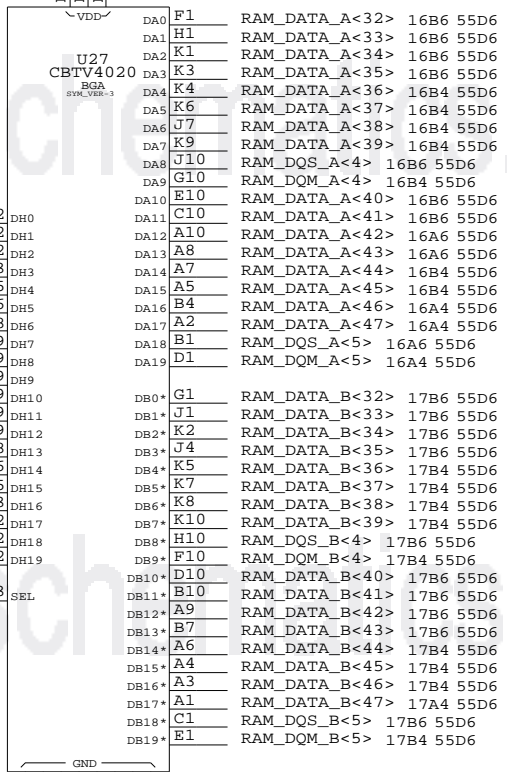 VDD
U27
CBTV4020
BGA
SYM_VER-3
DA0 F1 RAM_DATA_A<32> 16B6 55D6
DA1 H1 RAM_DATA_A<33> 16B6 55D6
DA2 K1 RAM_DATA_A<34> 16B6 55D6
DA3 K3 RAM_DATA_A<35> 16B6 55D6
DA4 K4 RAM_DATA_A<36> 16B4 55D6
DA5 K6 RAM_DATA_A<37> 16B4 55D6
DA6 J7 RAM_DATA_A<38> 16B4 55D6
DA7 K9 RAM_DATA_A<39> 16B4 55D6
DA8 J10 RAM_DQS_A<4> 16B6 55D6
DA9 G10 RAM_DQM_A<4> 16B4 55D6
DA10 E10 RAM_DATA_A<40> 16B6 55D6
DH0 DA11 C10 RAM_DATA_A<41> 16B6 55D6
DH1 DA12 A10 RAM_DATA_A<42> 16A6 55D6
DH2 DA13 A8 RAM_DATA_A<43> 16A6 55D6
DH3 DA14 A7 RAM_DATA_A<44> 16B4 55D6
DH4 DA15 A5 RAM_DATA_A<45> 16B4 55D6
DH5 DA16 B4 RAM_DATA_A<46> 16A4 55D6
DH6 DA17 A2 RAM_DATA_A<47> 16A4 55D6
DH7 DA18 B1 RAM_DQS_A<5> 16A6 55D6
DH8 DA19 D1 RAM_DQM_A<5> 16A4 55D6
DH9
DH10 DB0* G1 RAM_DATA_B<32> 17B6 55D6
DH11 DB1* J1 RAM_DATA_B<33> 17B6 55D6
DH12 DB2* K2 RAM_DATA_B<34> 17B6 55D6
DH13 DB3* J4 RAM_DATA_B<35> 17B6 55D6
DH14 DB4* K5 RAM_DATA_B<36> 17B4 55D6
DH15 DB5* K7 RAM_DATA_B<37> 17B4 55D6
DH16 DB6* K8 RAM_DATA_B<38> 17B4 55D6
DH17 DB7* K10 RAM_DATA_B<39> 17B4 55D6
DH18 DB8* H10 RAM_DQS_B<4> 17B6 55D6
DH19 DB9* F10 RAM_DQM_B<4> 17B4 55D6
DB10* D10 RAM_DATA_B<40> 17B6 55D6
SEL DB11* B10 RAM_DATA_B<41> 17B6 55D6
DB12* A9 RAM_DATA_B<42> 17B6 55D6
DB13* B7 RAM_DATA_B<43> 17B6 55D6
DB14* A6 RAM_DATA_B<44> 17B4 55D6
DB15* A4 RAM_DATA_B<45> 17B4 55D6
DB16* A3 RAM_DATA_B<46> 17B4 55D6
DB17* A1 RAM_DATA_B<47> 17A4 55D6
DB18* C1 RAM_DQS_B<5> 17B6 55D6
DB19* E1 RAM_DQM_B<5> 17B4 55D6
GND